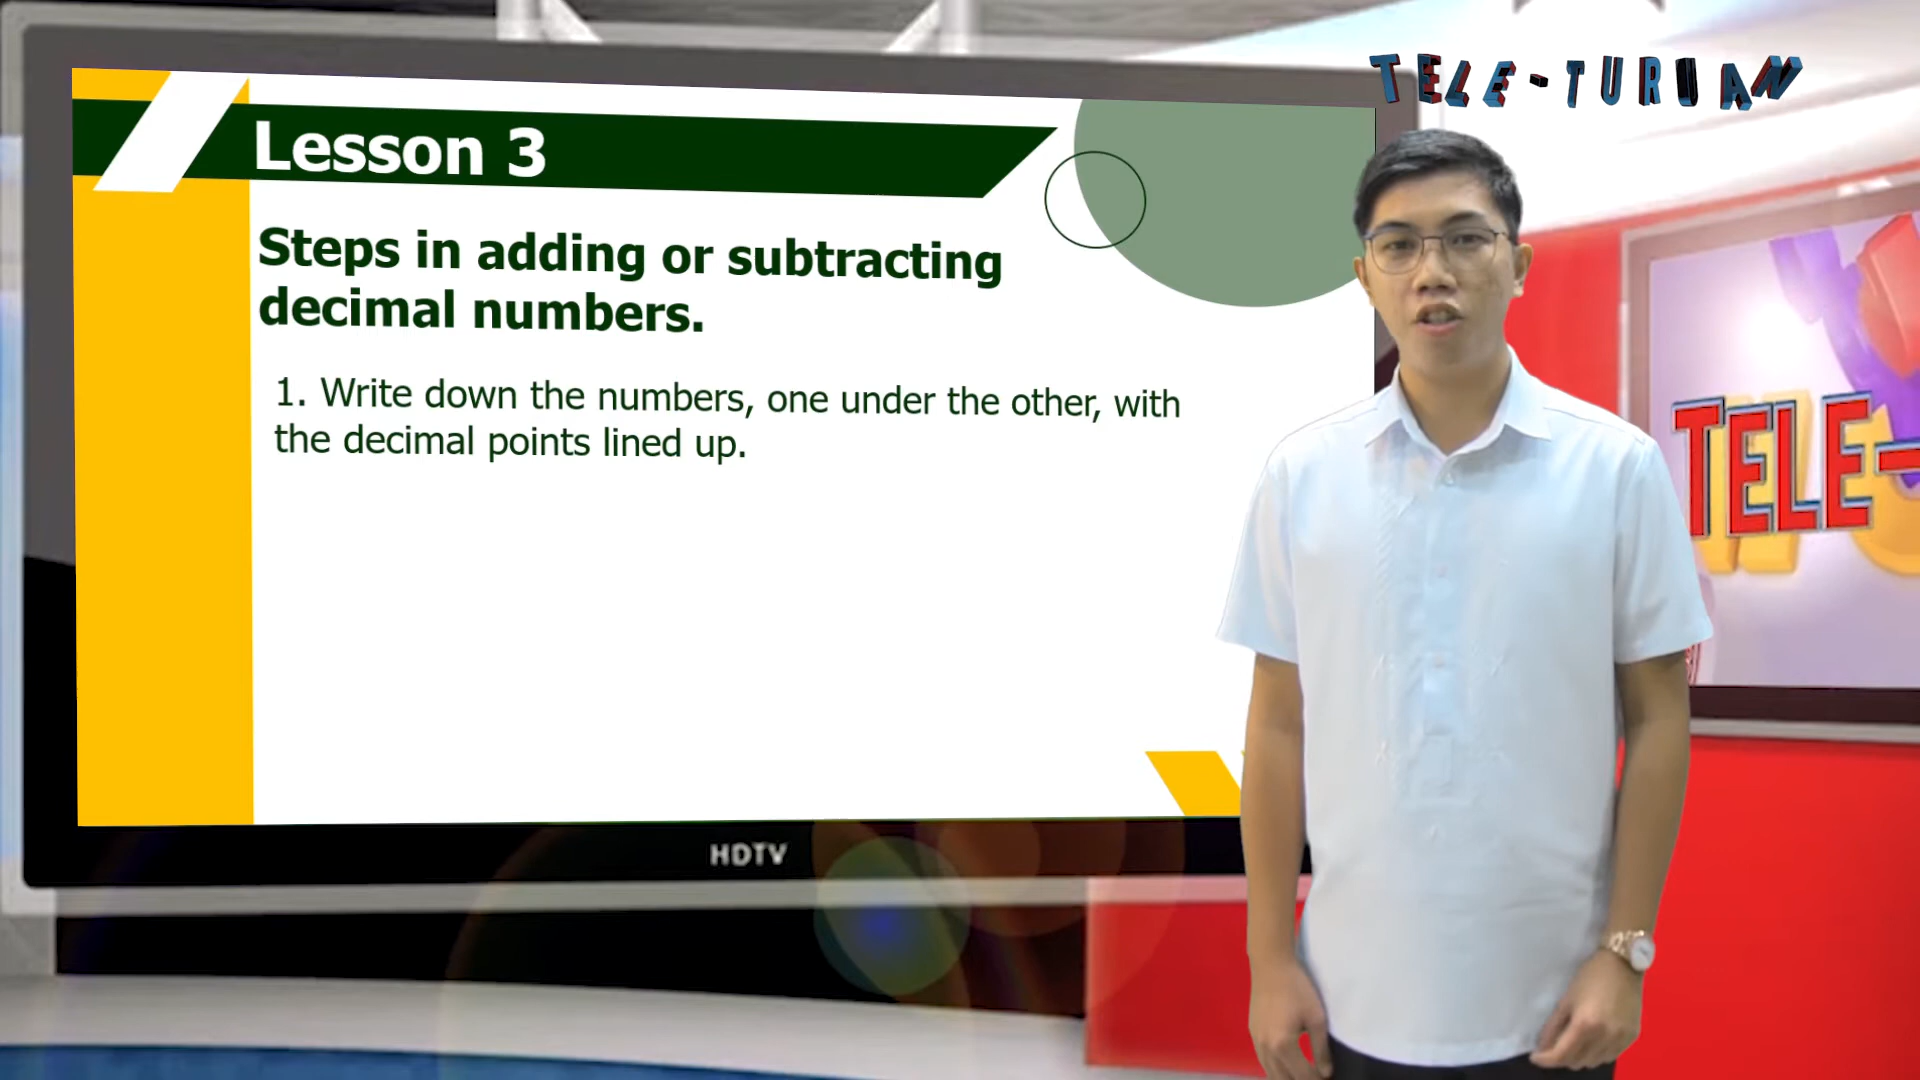 TELE-TURUAN
Lesson 3
Steps in adding or subtracting
decimal numbers.
1. Write down the numbers, one under the other, with
the decimal points lined up.
TELE-
HDTV